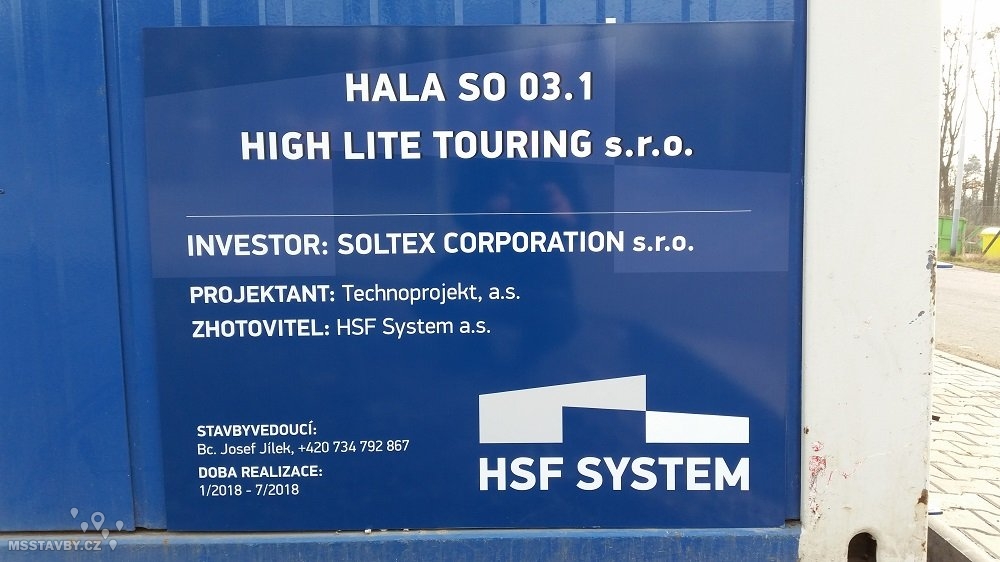 HALA SO 03.1
HIGH LITE TOURING s.r.o.
INVESTOR: SOLTEX CORPORATION s.r.o.
PROJEKTANT: Technoprojekt, a.s.
ZHOTOVITEL: HSF System a.s.
STAVBYVEDOUCÍ:
Bc. Josef Jílek, +420 734 792 867
DOBA REALIZACE:
1/2018 - 7/2018
HSF SYSTEM
MSSTAVBY.CZ